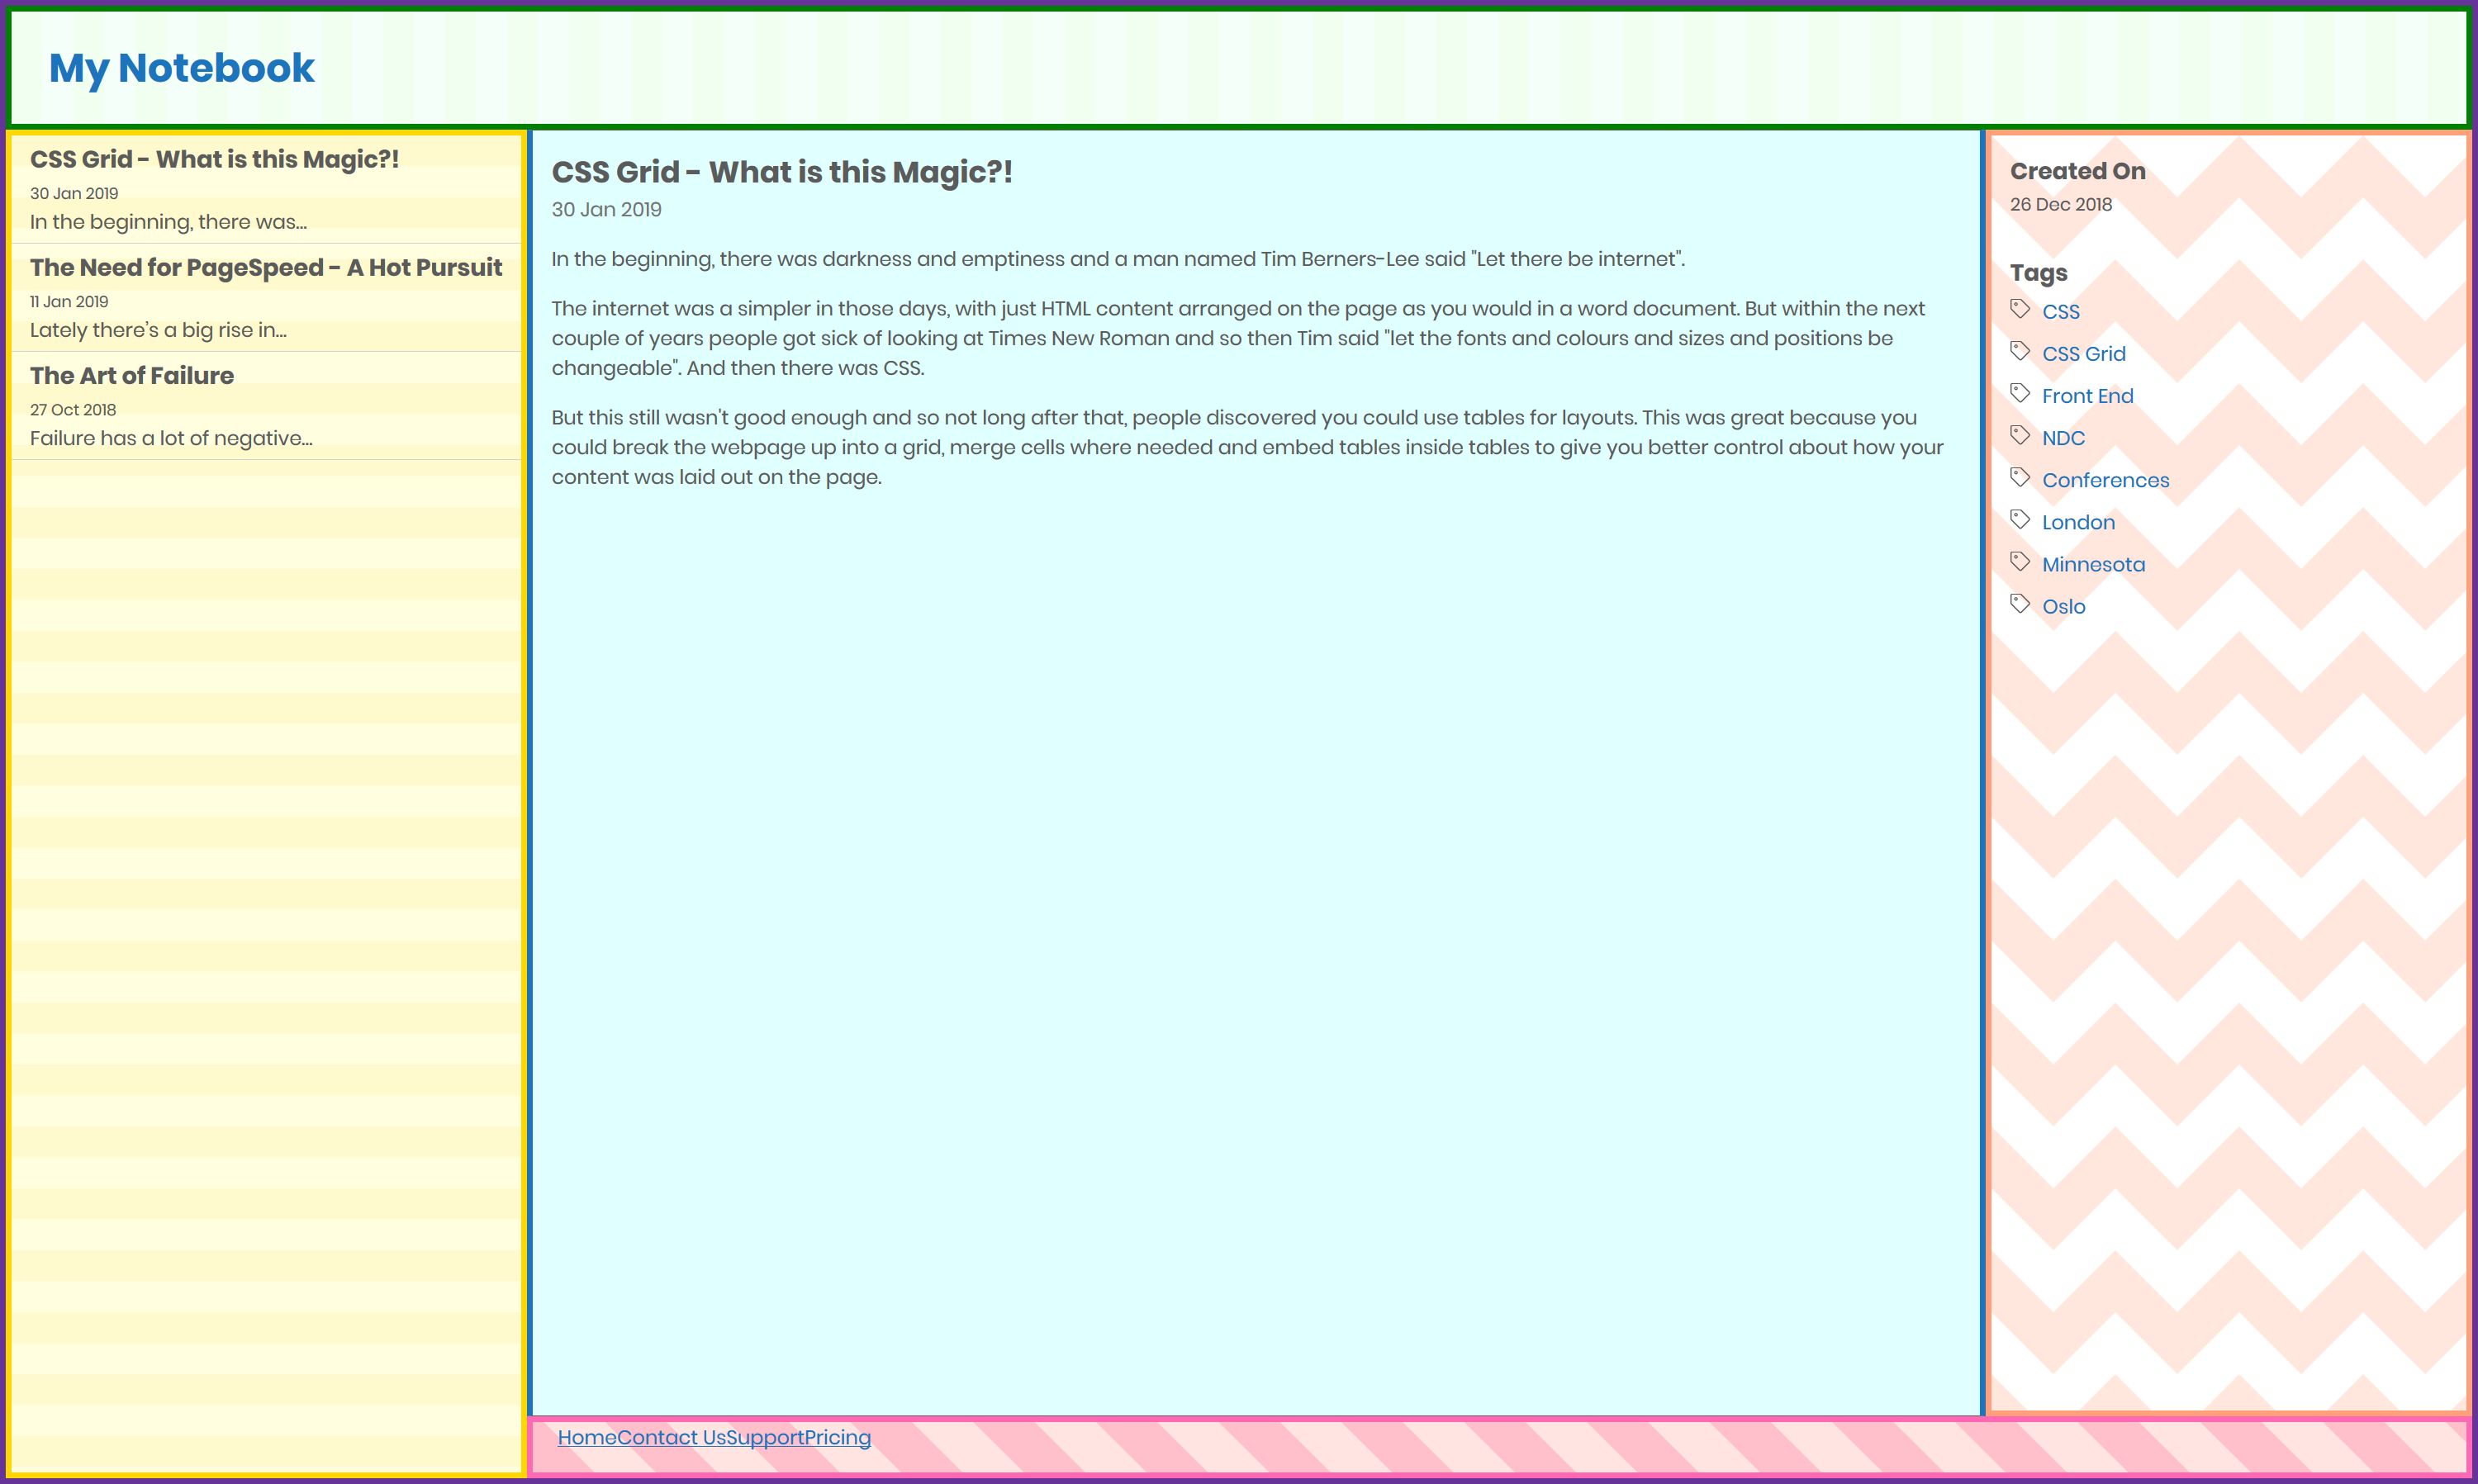 My Notebook
CSS Grid - What is this Magic?!
30 Jan 2019
In the beginning, there was...
The Need for PageSpeed - A Hot Pursuit
11 Jan 2019
Lately there's a big rise in...
The Art of Failure
27 Oct 2018
Failure has a lot of negative...
CSS Grid - What is this Magic?!
30 Jan 2019
In the beginning, there was darkness and emptiness and a man named Tim Berners-Lee said "Let there be internet".
The internet was a simpler in those days, with just HTML content arranged on the page as you would in a word document. But within the next
couple of years people got sick of looking at Times New Roman and so then Tim said "let the fonts and colours and sizes and positions be
changeable". And then there was CSS.
But this still wasn't good enough and so not long after that, people discovered you could use tables for layouts. This was great because you
could break the webpage up into a grid, merge cells where needed and embed tables inside tables to give you better control about how your
content was laid out on the page.
Created On
26 Dec 2018
Tags
CSS
CSS Grid
Front End
NDC
Conferences
London
Minnesota
Oslo
HomeContact UsSupportPricing